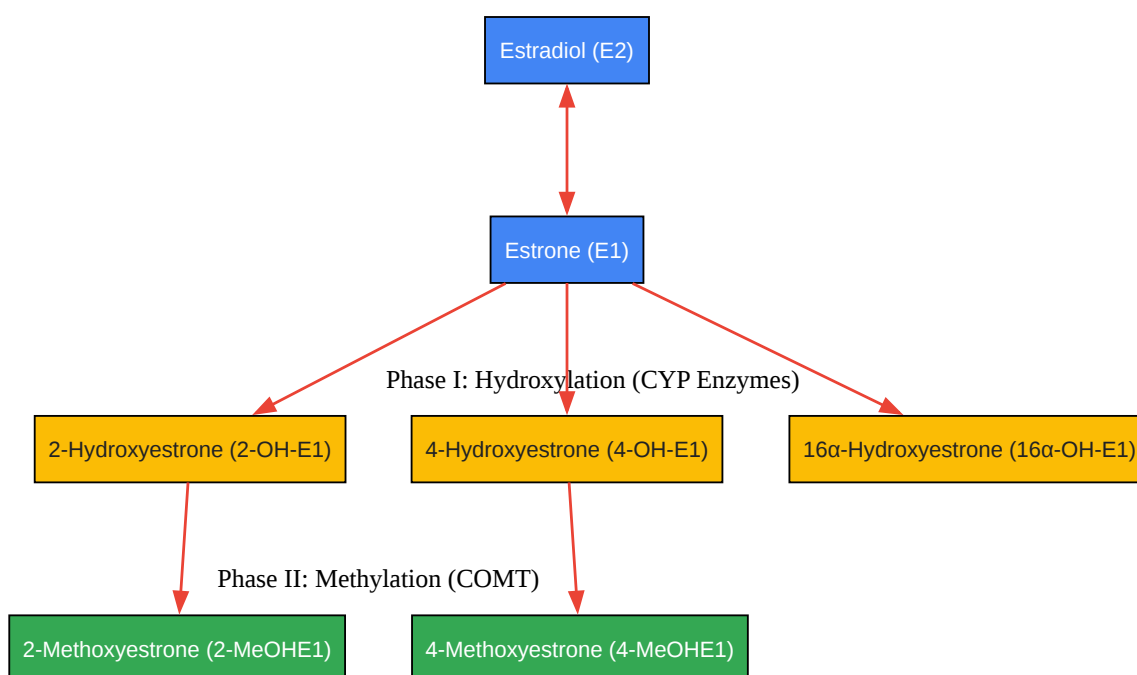 Estradiol (E2)
Estrone (E1)
Phase I: Hydroxylation (CYP Enzymes)
2-Hydroxyestrone (2-OH-E1)
4-Hydroxyestrone (4-OH-E1)
16α-Hydroxyestrone (16α-OH-E1)
Phase II: Methylation (COMT)
2-Methoxyestrone (2-MeOHE1)
4-Methoxyestrone (4-MeOHE1)